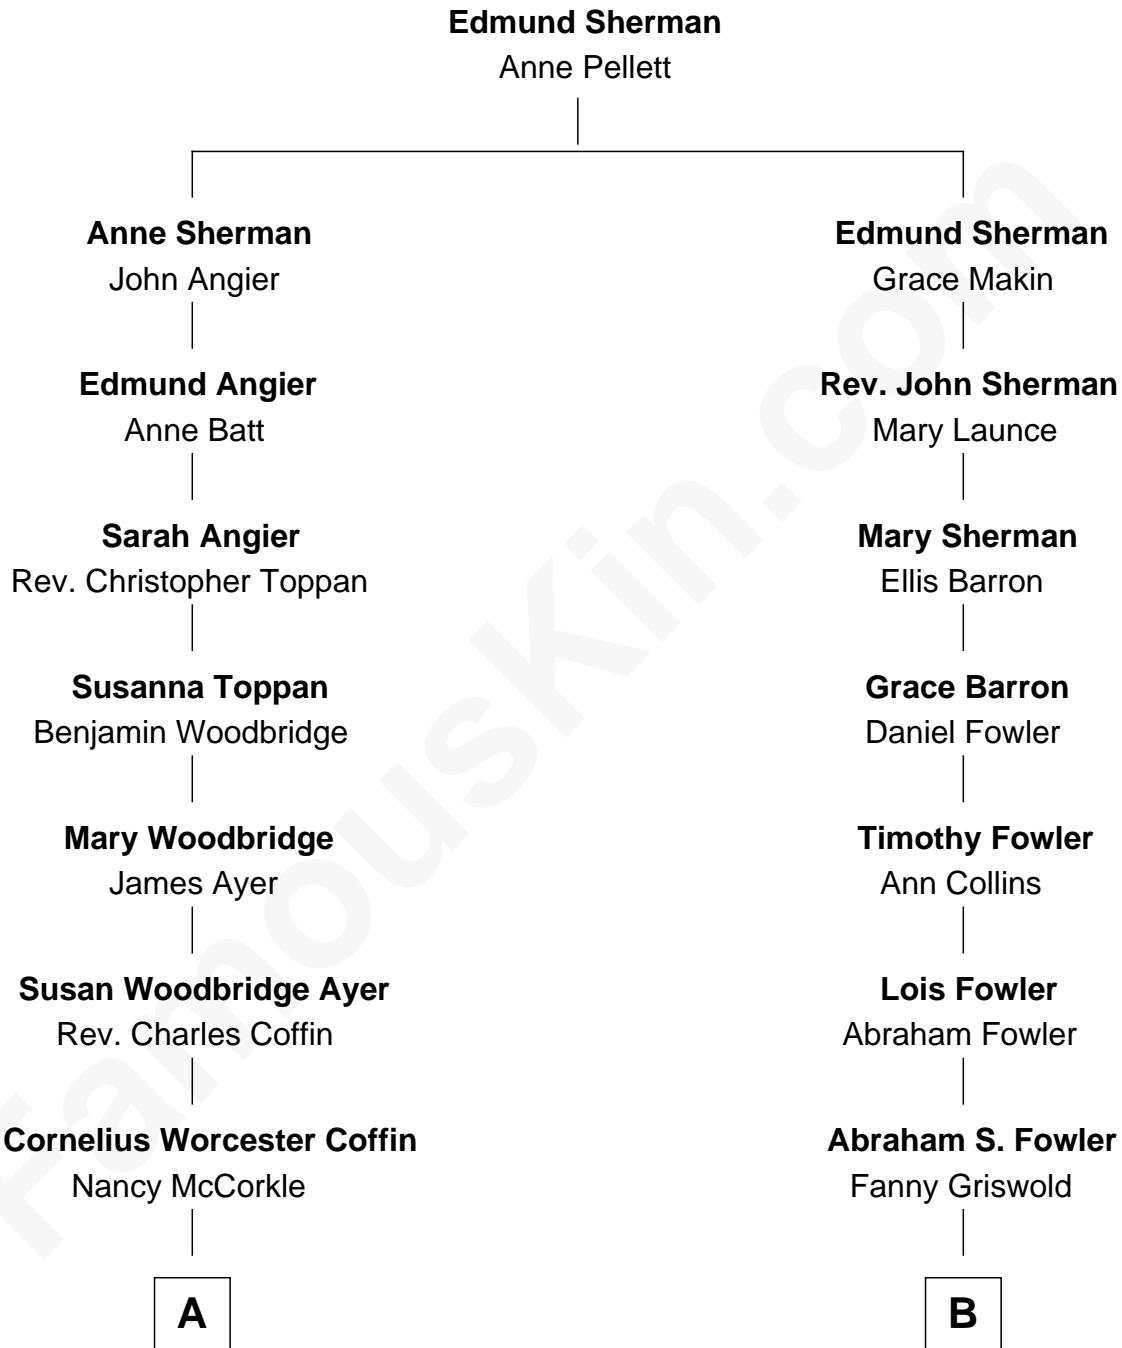 Edmund Sherman
Anne Pellett
Anne Sherman
John Angier
Edmund Sherman
Grace Makin
Edmund Angier
Anne Batt
Rev. John Sherman
Mary Launce
Sarah Angier
Rev. Christopher Toppan
Mary Sherman
Ellis Barron
Susanna Toppan
Benjamin Woodbridge
Grace Barron
Daniel Fowler
Mary Woodbridge
James Ayer
Timothy Fowler
Ann Collins
Susan Woodbridge Ayer
Rev. Charles Coffin
Lois Fowler
Abraham Fowler
Cornelius Worcester Coffin
Nancy McCorkle
Abraham S. Fowler
Fanny Griswold
A
B
FamousKin.com